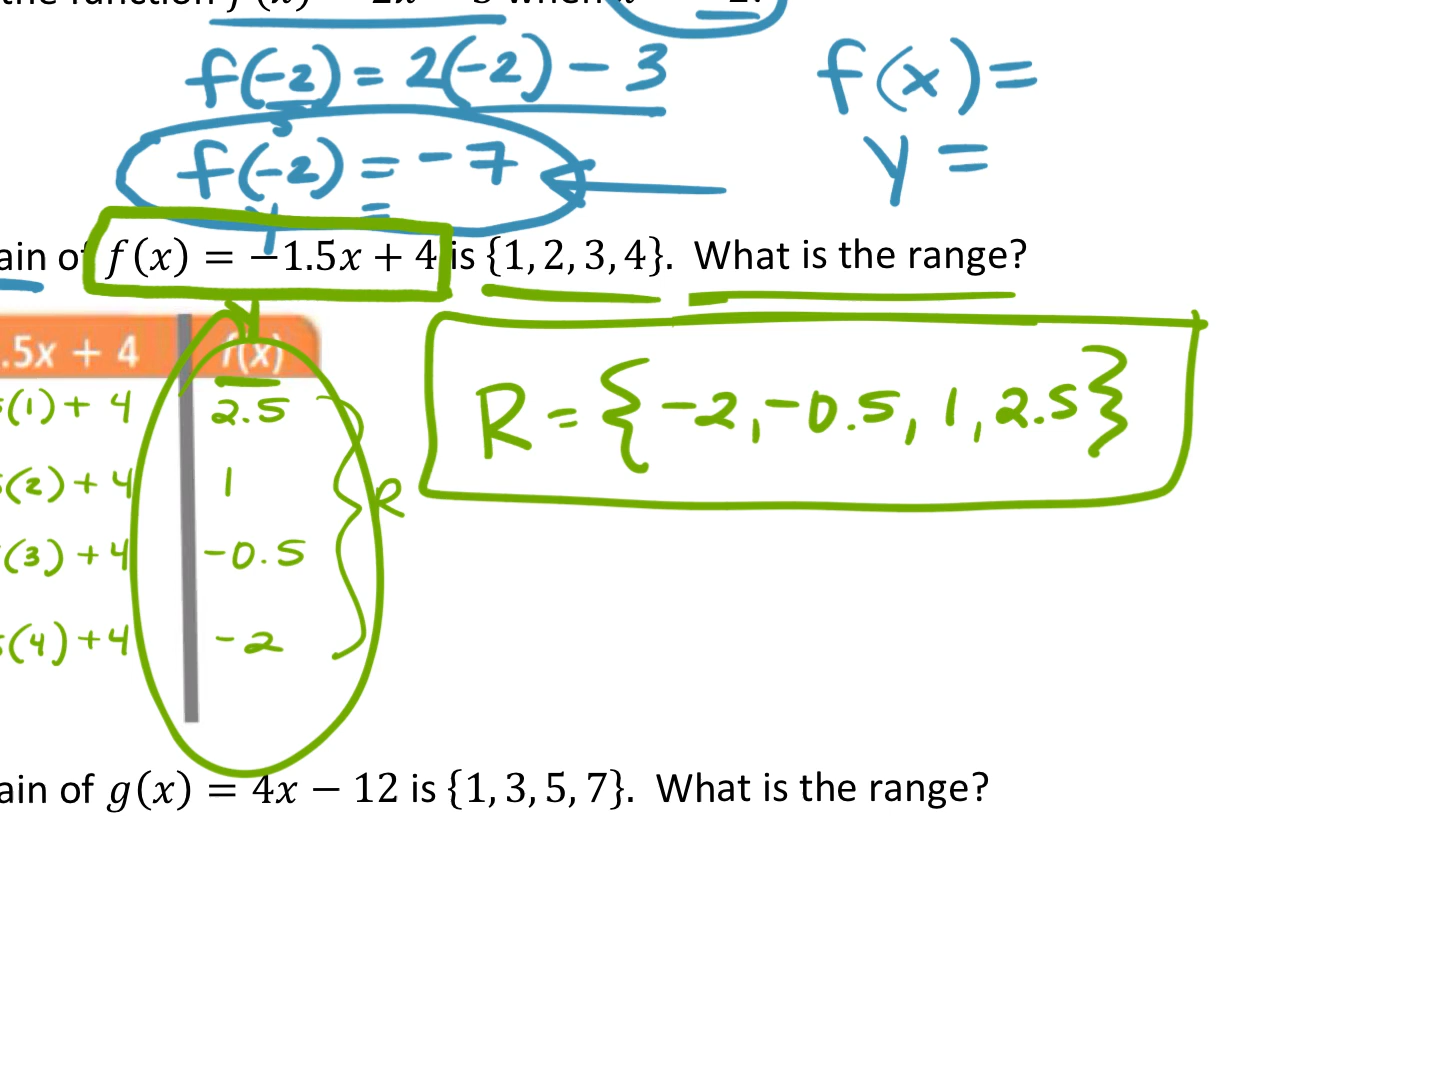 the function
f(-2) = 2(-2) - 3
f(x) =
f(-2) = -7
y =
y =
ain of f(x) = −1.5x + 4 is {1, 2, 3, 4}. What is the range?
.5x + 4 f(x)
(1) + 4 2.5
R = {-2, -0.5, 1, 2.5}
(2) + 4 1
R
(3) + 4 -0.5
(4) + 4 -2
ain of g(x) = 4x − 12 is {1, 3, 5, 7}. What is the range?